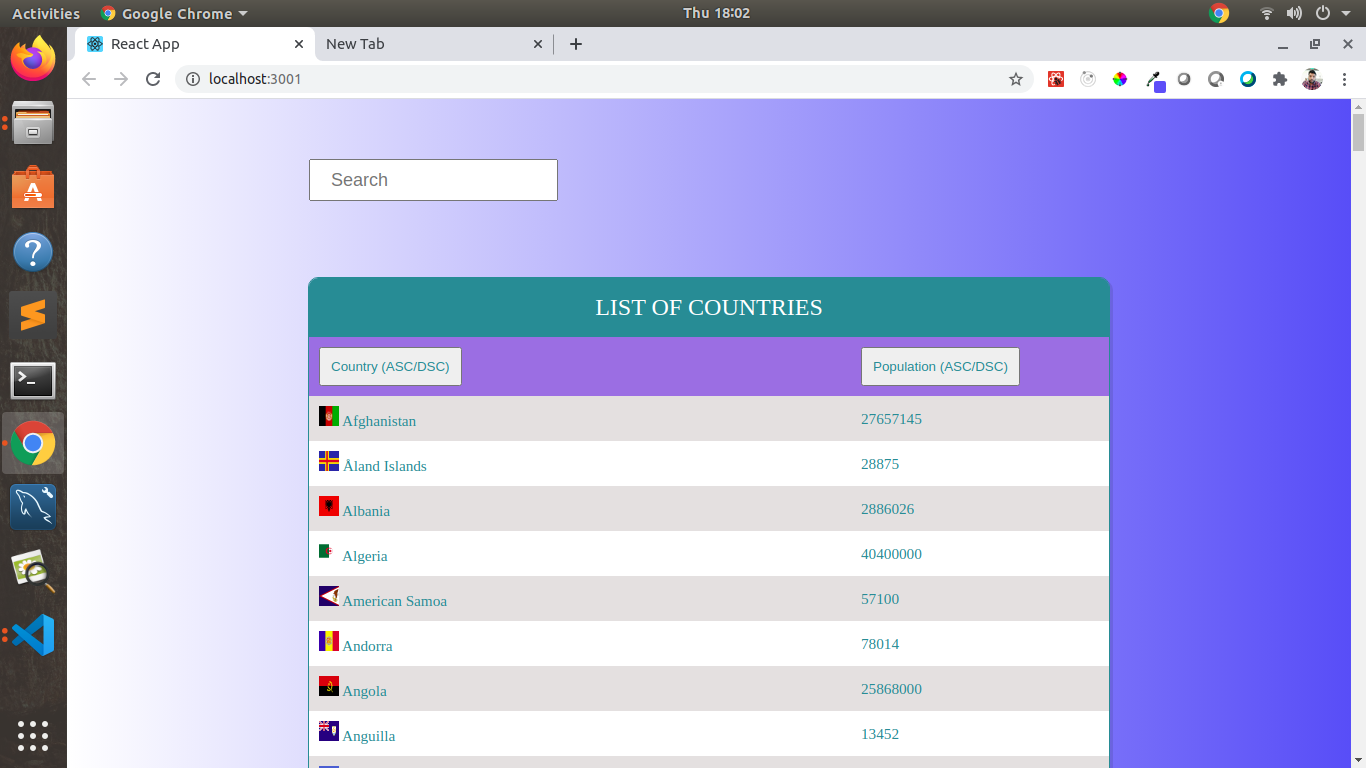 Activities Google Chrome Thu 18:02
React App New Tab
localhost:3001
Search
LIST OF COUNTRIES
Country (ASC/DSC) Population (ASC/DSC)
Afghanistan 27657145
Åland Islands 28875
Albania 2886026
Algeria 40400000
American Samoa 57100
Andorra 78014
Angola 25868000
Anguilla 13452